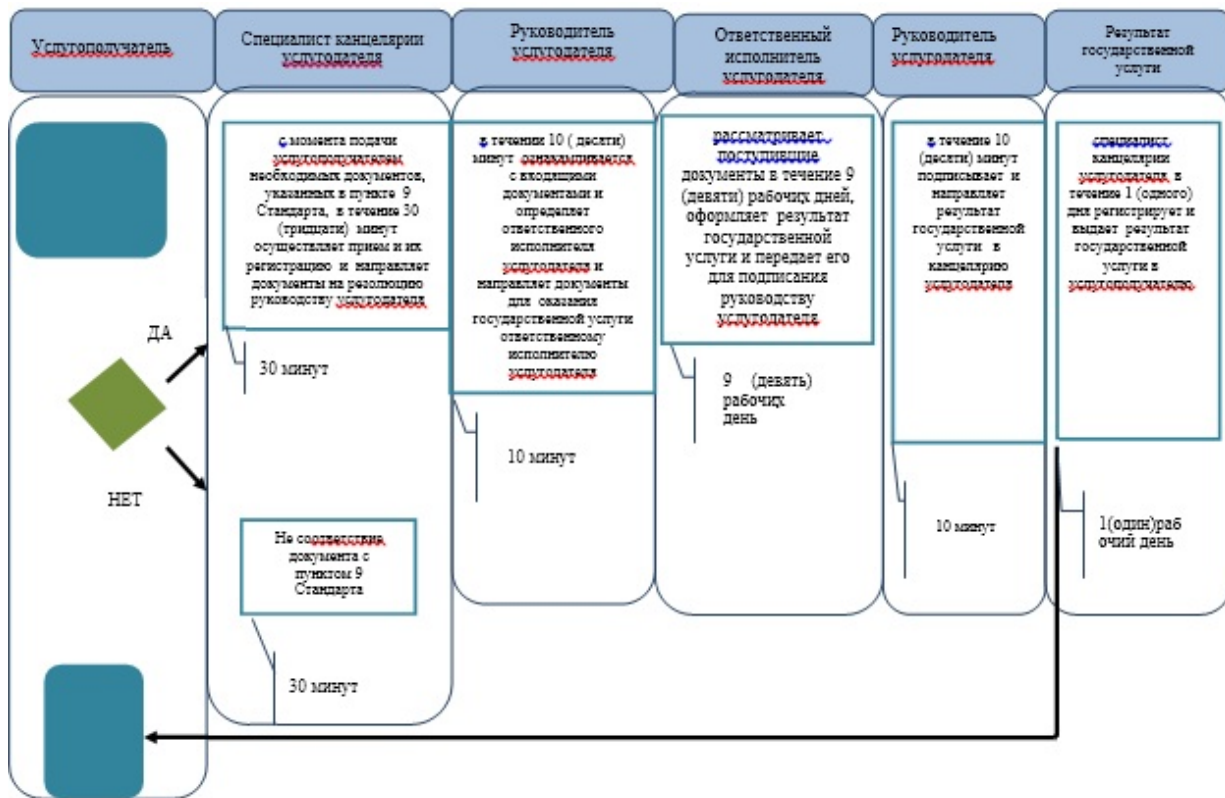 Услугополучатель
Специалист канцелярии
услугодателя
Руководитель
услугодателя
Ответственный
исполнитель
услугодателя
Руководитель
услугодателя
Результат
государственной
услуги
с момента подачи
услугополучателем
необходимых документов,
указанных в пункте 9
Стандарта, в течение 30
(тридцати) минут
осуществляет прием и их
регистрацию и направляет
документы на резолюцию
руководству услугодателя
30 минут
в течении 10 ( десяти)
минут ознакамливается
с входящими
документами и
определяет
ответственного
исполнителя
услугодателя и
направляет документы
для оказания
государственной услуги
ответственному
исполнителю
услугодателя
10 минут
рассматривает
поступившие
документы в течение 9
(девяти) рабочих дней,
оформляет результат
государственной
услуги и передает его
для подписания
руководству
услугодателя
9 (девять)
рабочих
день
в течение 10
(десяти) минут
подписывает и
направляет
результат
государственной
услуги в
канцелярию
услугодателя
10 минут
специалист
канцелярии
услугодателя в
течение 1 (одного)
дня регистрирует и
выдает результат
государственной
услуги в
услугополучателю
1(один)раб
очий день
ДА
НЕТ
Не соответствие
документа с
пунктом 9
Стандарта
30 минут